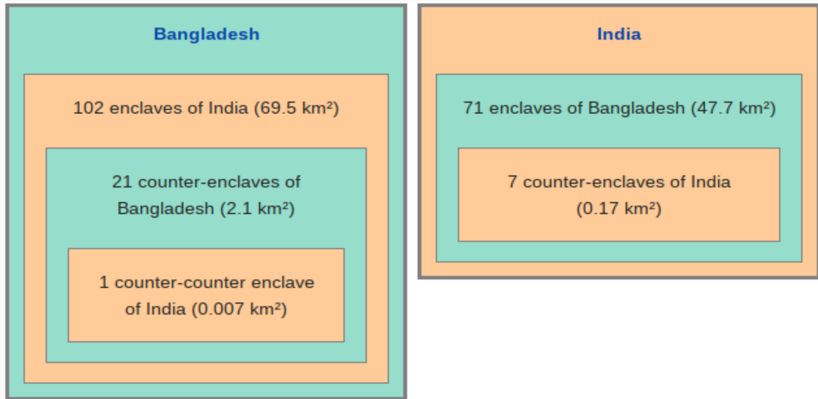 Bangladesh
102 enclaves of India (69.5 km²)
21 counter-enclaves of
Bangladesh (2.1 km²)
1 counter-counter enclave
of India (0.007 km²)
India
71 enclaves of Bangladesh (47.7 km²)
7 counter-enclaves of India
(0.17 km²)